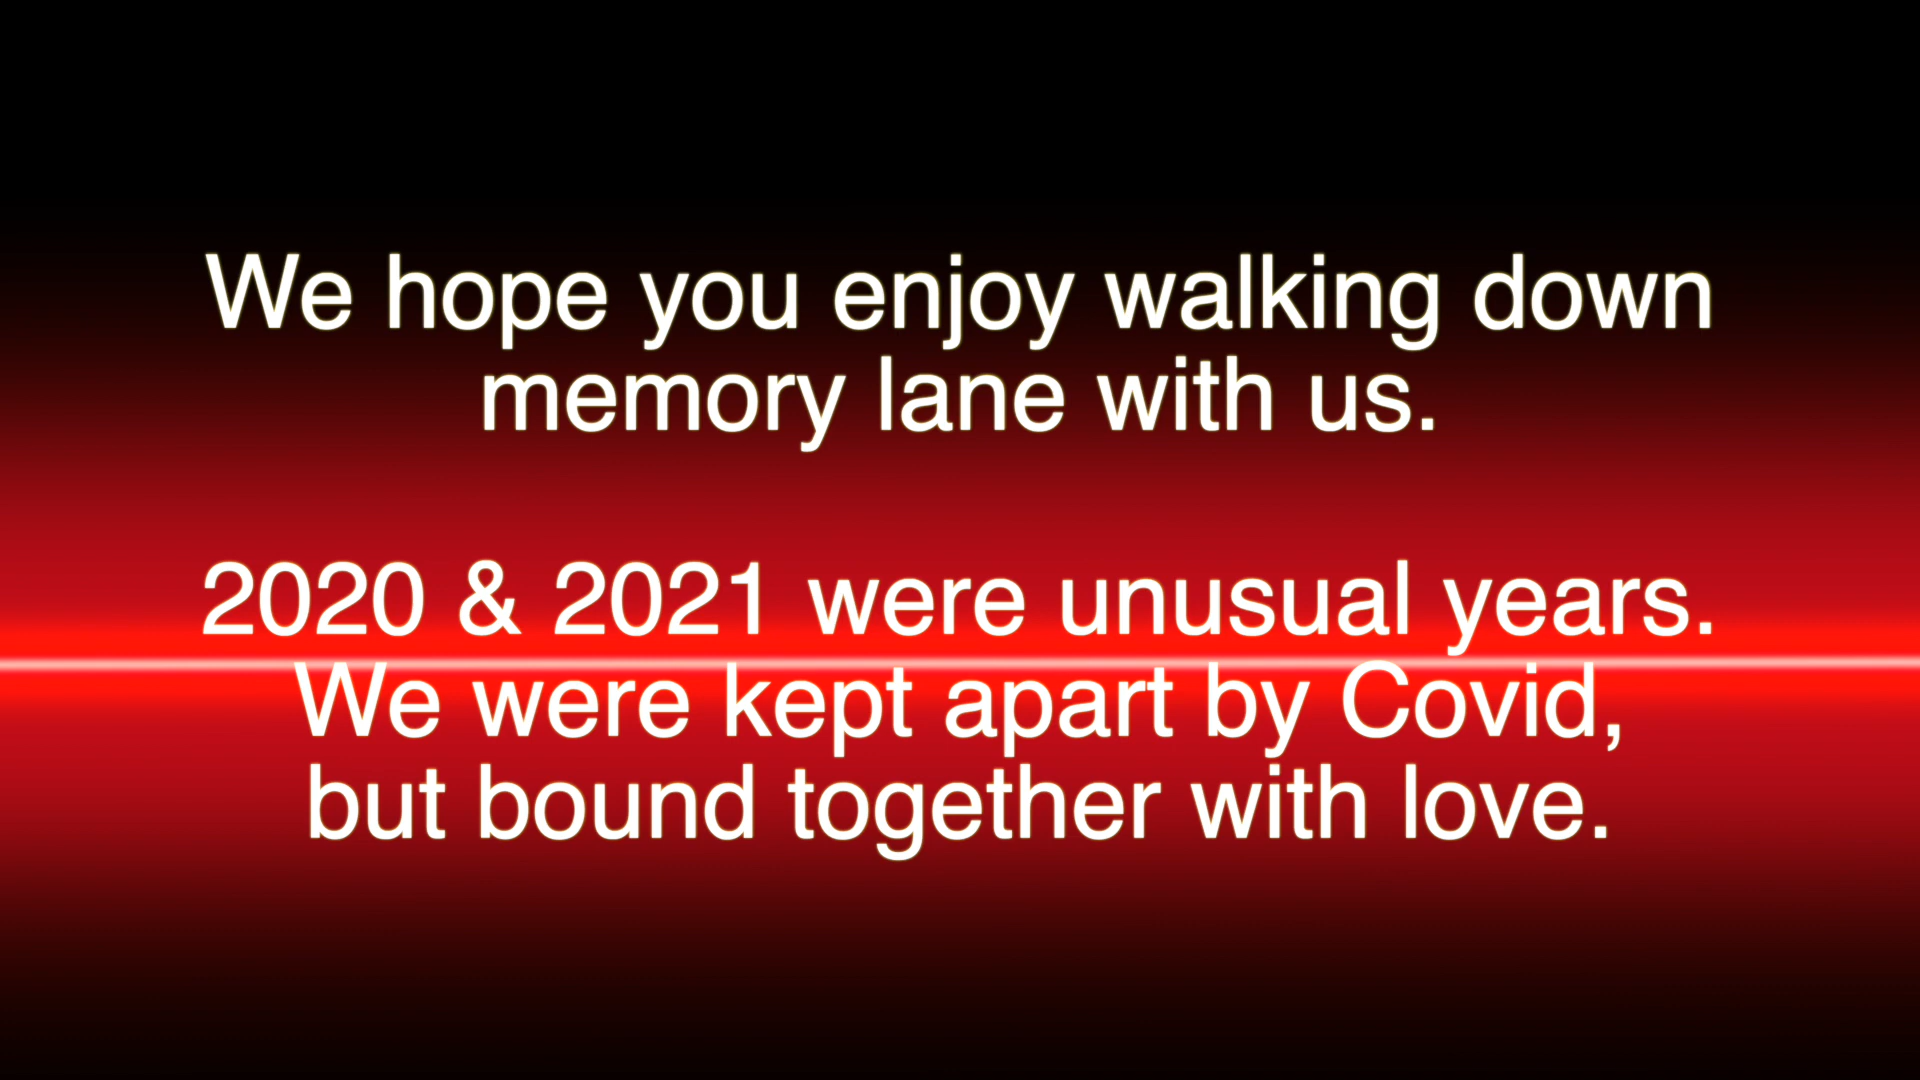 We hope you enjoy walking down
memory lane with us.
2020 & 2021 were unusual years.
We were kept apart by Covid,
but bound together with love.